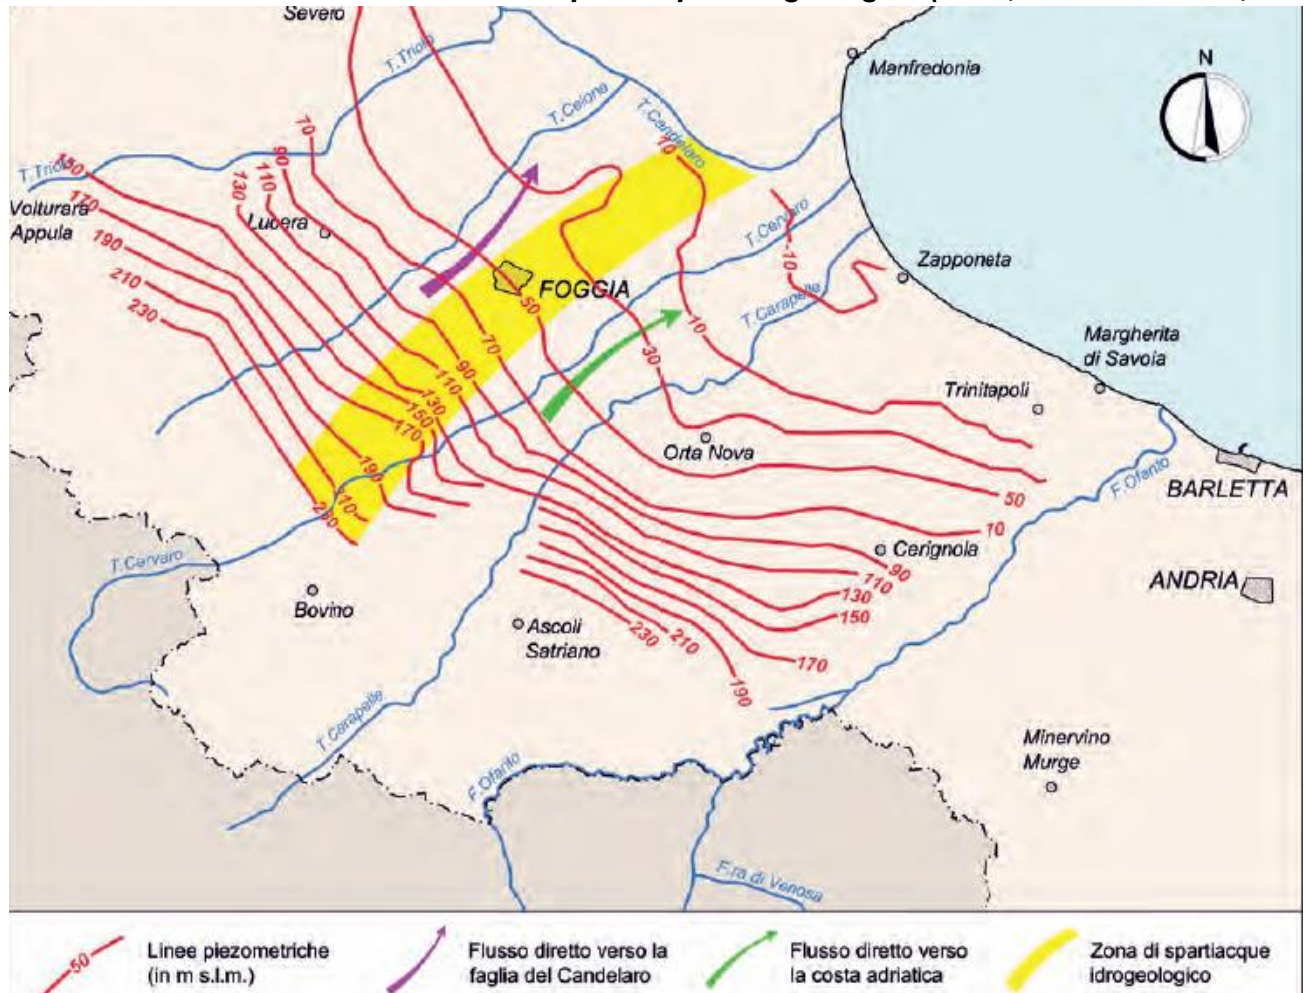 Severo
T.Triolo
Manfredonia
N
T.Celone
T.Candelaro
70
10
90
150
T.Triolo
110
130
170
Volturara
Appula
Lucera
T.Cervaro
190
-10
Zapponeta
210
FOGGIA
230
50
T.Carapelle
10
70
Margherita
di Savoia
30
90
110
Trinitapoli
130
150
170
Orta Nova
190
F.Ofanto
BARLETTA
50
10
Cerignola
90
T.Cervaro
110
ANDRIA
130
150
Bovino
Ascoli
Satriano
230
210
170
190
T.Carapelle
Minervino
Murge
F.Ofanto
F.ra di Venosa
50
Linee piezometriche
(in m s.l.m.)
Flusso diretto verso la
faglia del Candelaro
Flusso diretto verso
la costa adriatica
Zona di spartiacque
idrogeologico